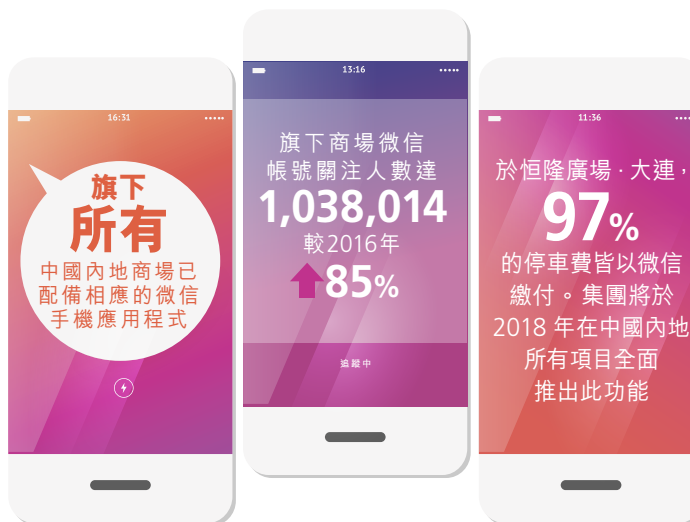 16:31
旗下
所有
中國內地商場已
配備相應的微信
手機應用程式
13:16
旗下商場微信
帳號關注人數達
1,038,014
較2016年
85%
追蹤中
11:36
於恒隆廣場·大連,
97%
的停車費皆以微信
繳付。集團將於
2018 年在中國內地
所有項目全面
推出此功能